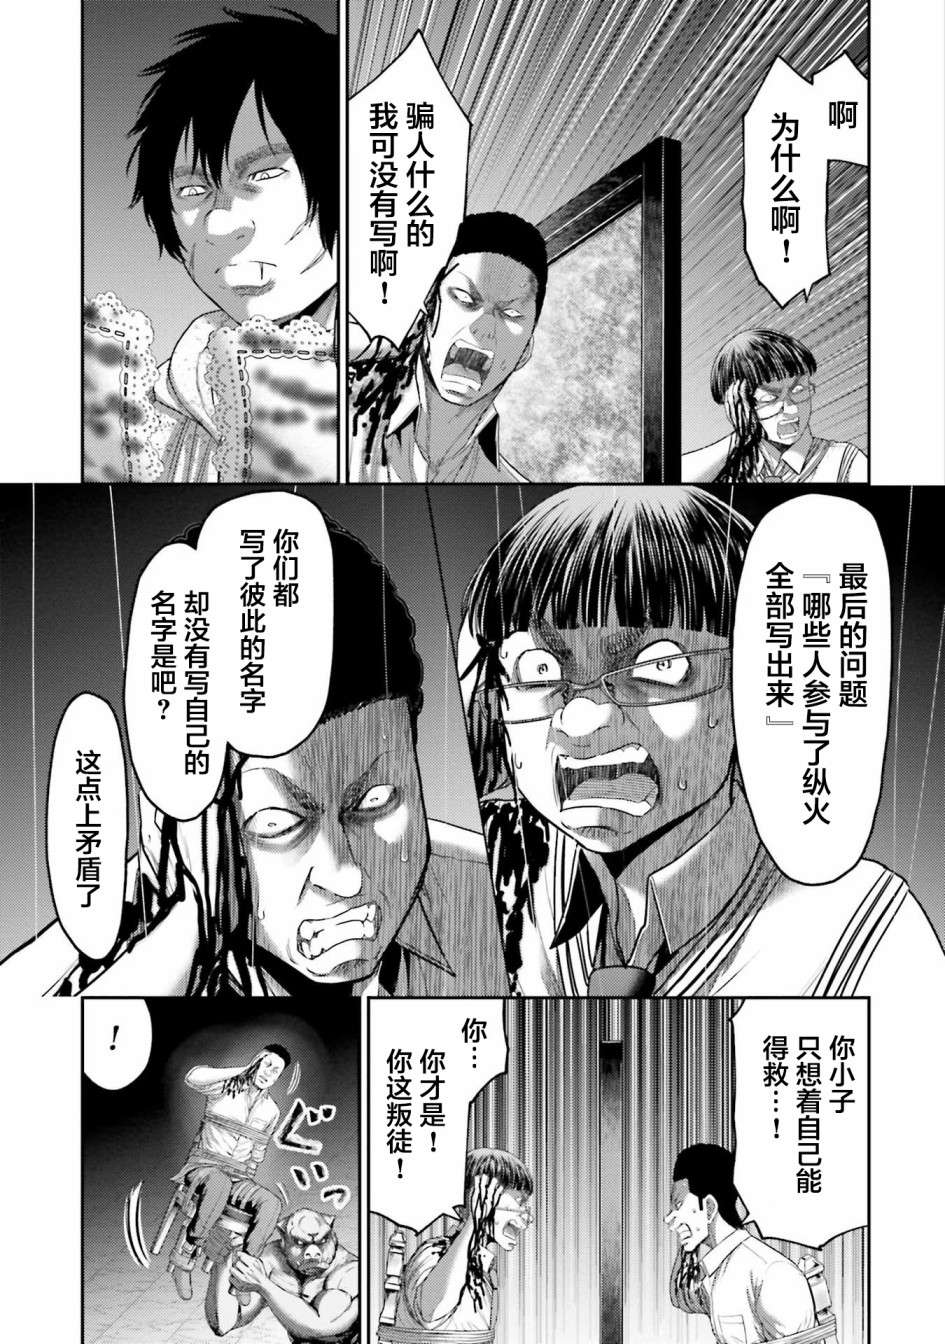 啊
为什么啊！
骗人什么的
我可没有写啊！
最后的问题
『哪些人参与了纵火
全部写出来』
你们都
写了彼此的名字
却没有写自己的
名字是吧？
这点上矛盾了
你小子
只想着自己能
得救…！
你…
你才是！
你这叛徒！
！
ぐ